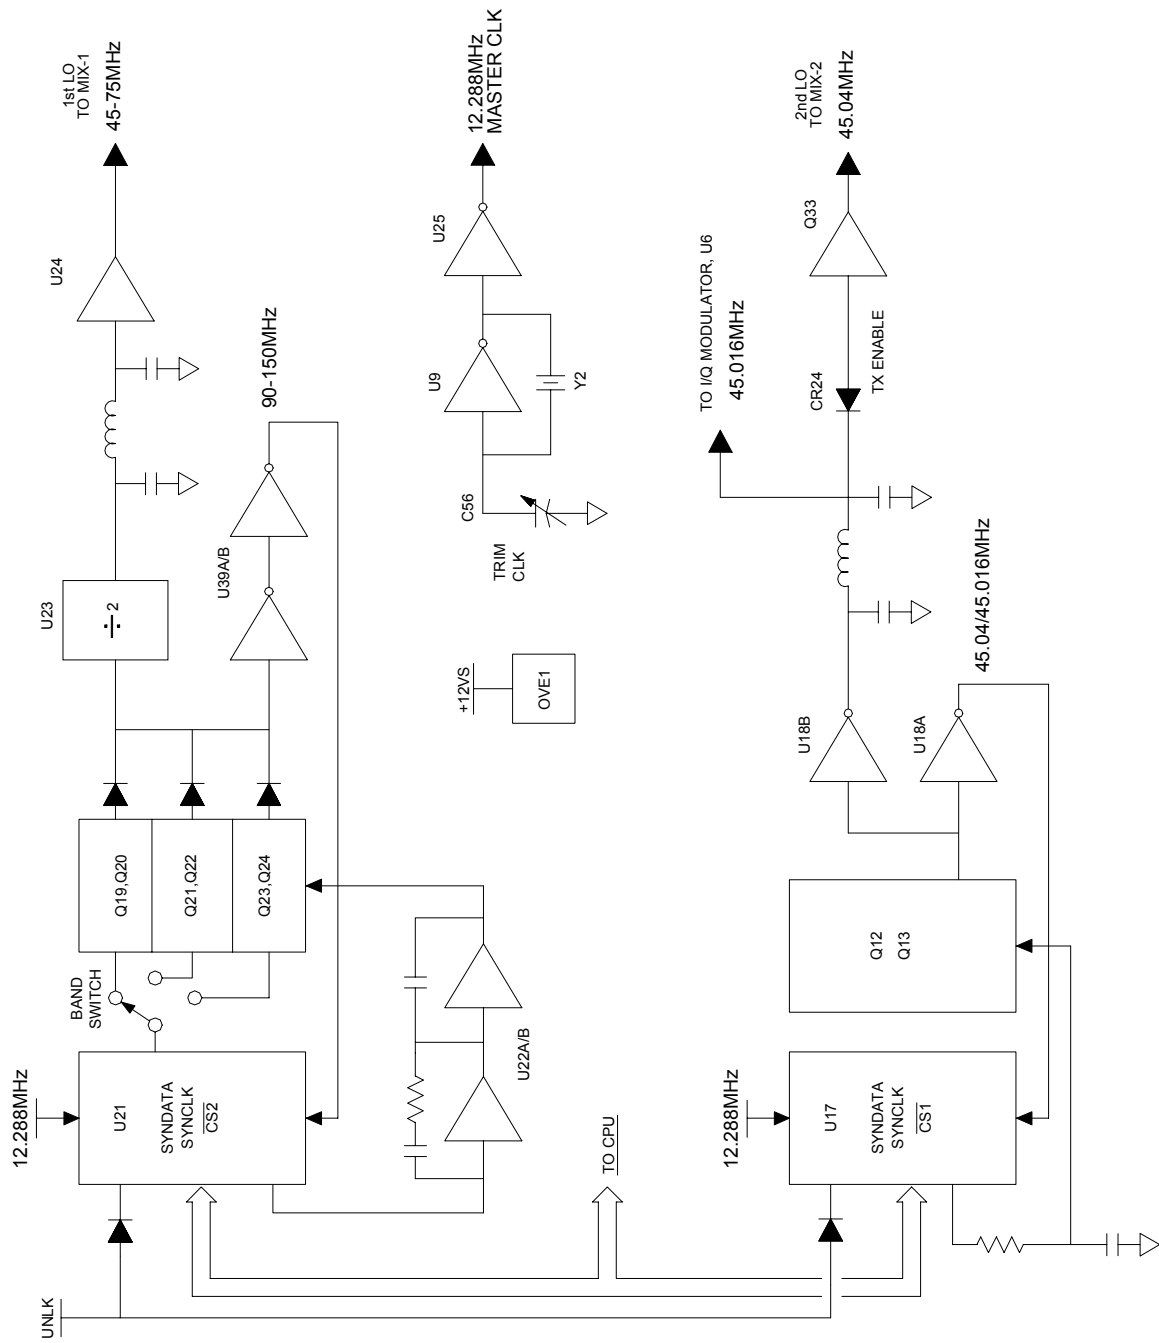 1st LO
TO MIX-1
45-75MHz
U24
90-150MHz
U39A/B
U23
÷ 2
Q19,Q20
Q21,Q22
Q23,Q24
BAND
SWITCH
12.288MHz
U21
SYNDATA
SYNCLK
CS2
U22A/B
UNLK
12.288MHz
MASTER CLK
U25
U9
Y2
C56
TRIM
CLK
+12VS
OVE1
TO CPU
2nd LO
TO MIX-2
45.04MHz
Q33
TO I/Q MODULATOR, U6
45.016MHz
CR24
TX ENABLE
45.04/45.016MHz
U18B
U18A
Q12
Q13
12.288MHz
U17
SYNDATA
SYNCLK
CS1